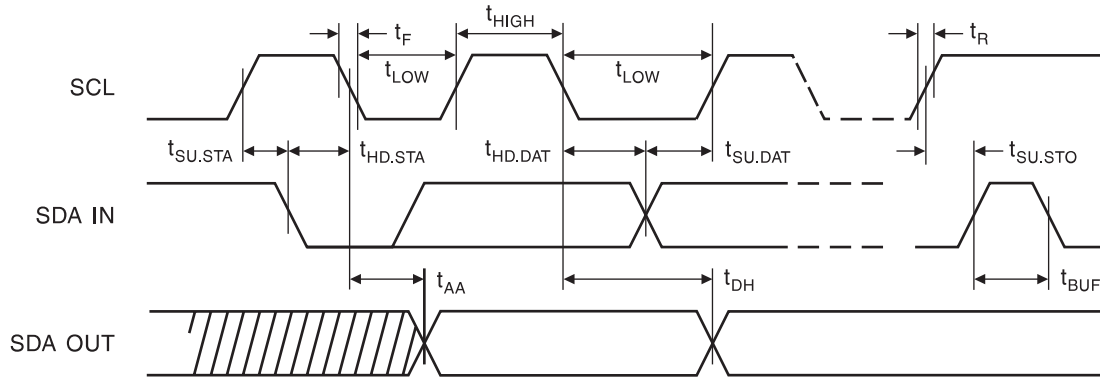 tF
tHIGH
tR
tLOW
tLOW
SCL
tSU.STA
tHD.STA
tHD.DAT
tSU.DAT
tSU.STO
SDA IN
tAA
tDH
tBUF
SDA OUT